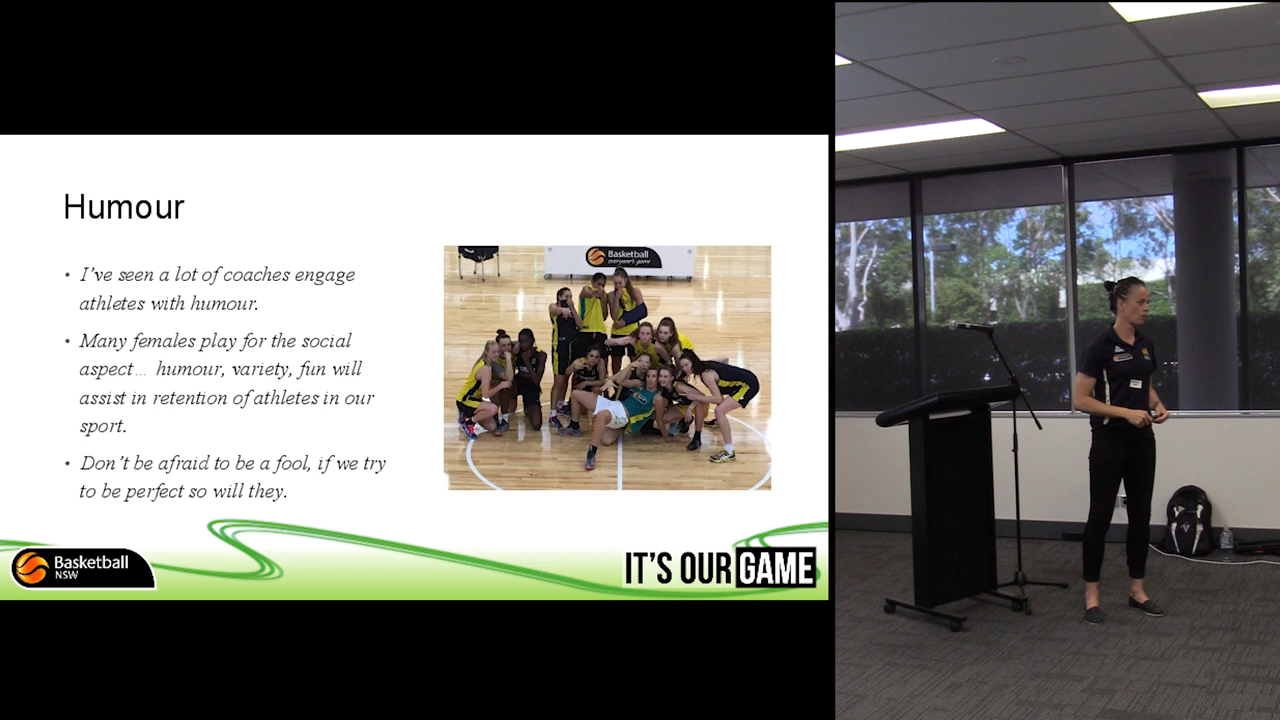 Humour
• I've seen a lot of coaches engage
athletes with humour.
• Many females play for the social
aspect... humour, variety, fun will
assist in retention of athletes in our
sport.
• Don't be afraid to be a fool, if we try
to be perfect so will they.
Basketball
everyone's game
Basketball
NSW
IT'S OUR GAME